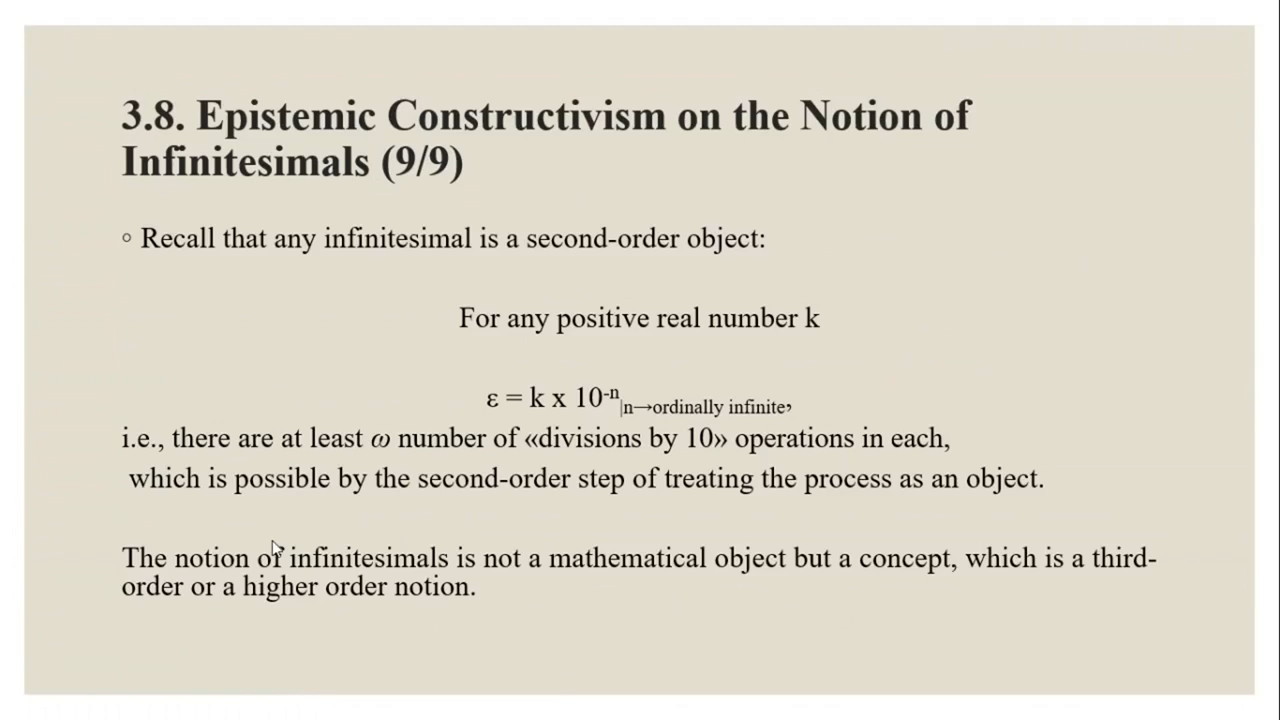 3.8. Epistemic Constructivism on the Notion of
Infinitesimals (9/9)
◦ Recall that any infinitesimal is a second-order object:
For any positive real number k
ε = k x 10⁻ⁿ|n→ordinally infinite,
i.e., there are at least ω number of «divisions by 10» operations in each,
which is possible by the second-order step of treating the process as an object.
The notion of infinitesimals is not a mathematical object but a concept, which is a third-
order or a higher order notion.